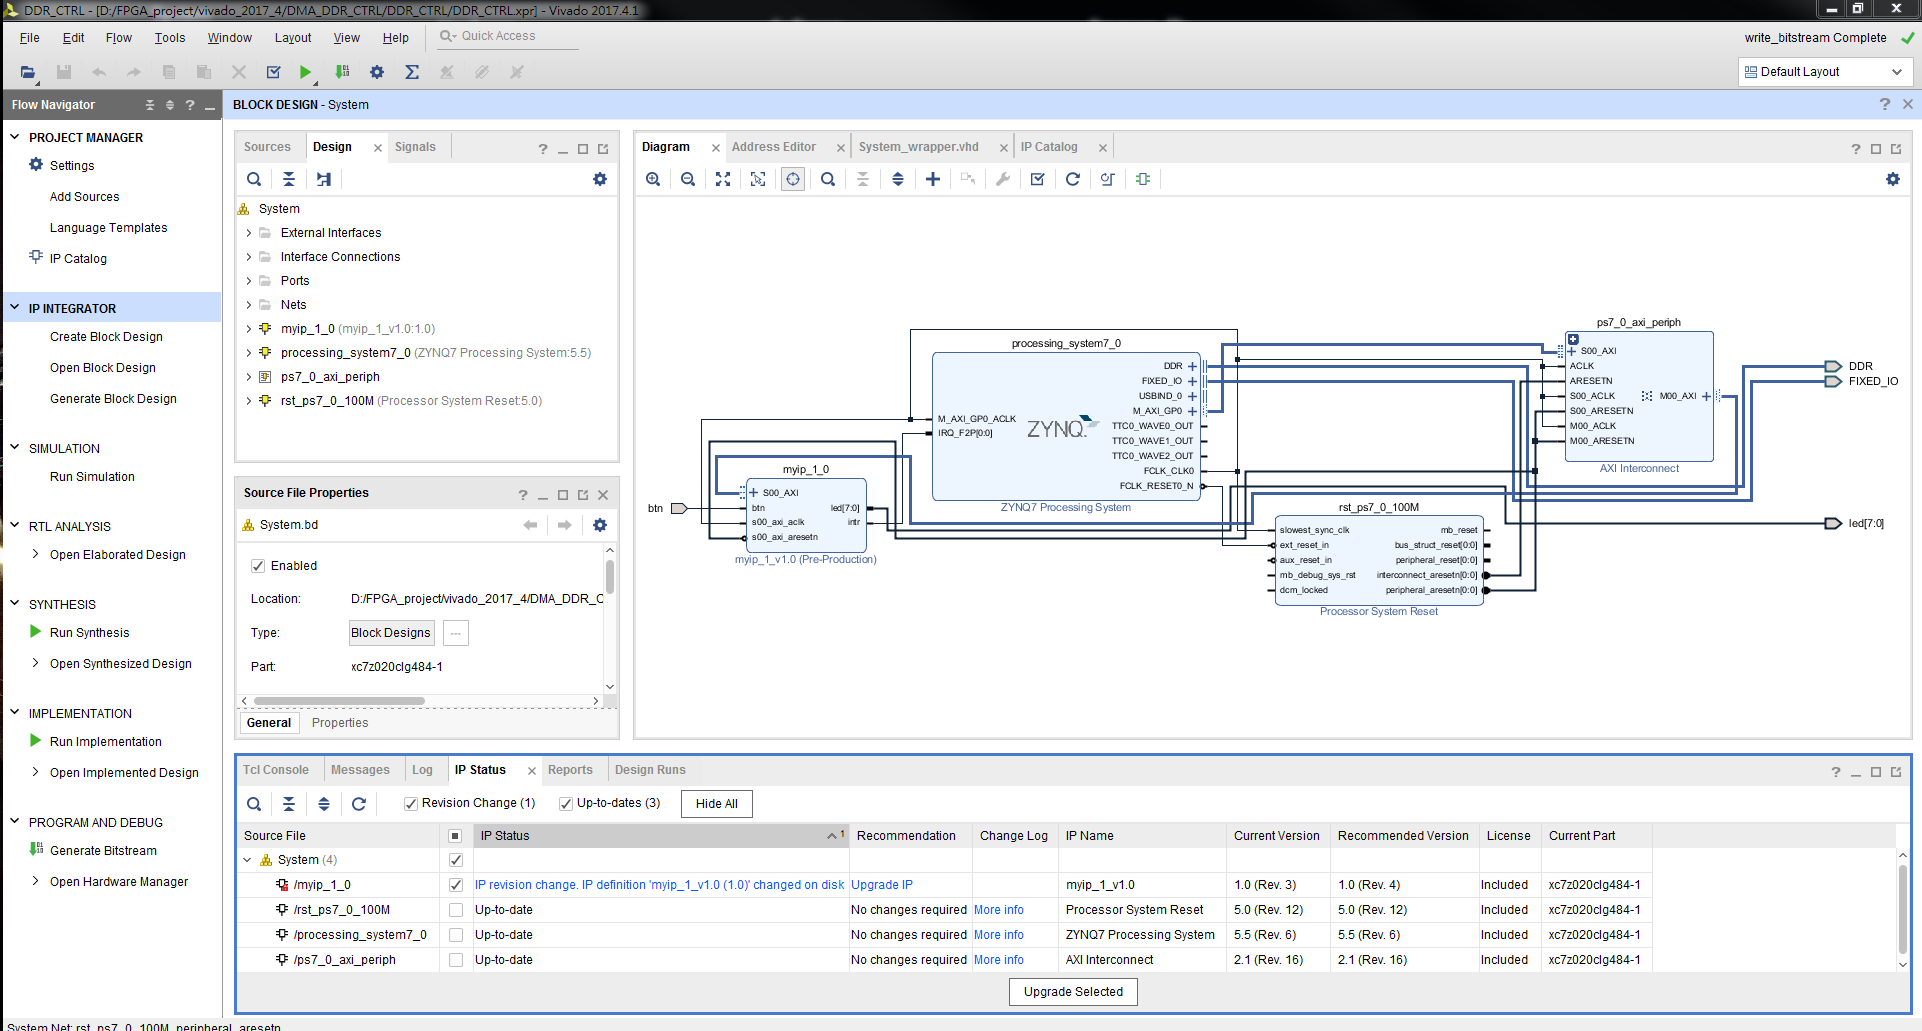 DDR_CTRL - [D:/FPGA_project/vivado_2017_4/DMA_DDR_CTRL/DDR_CTRL/DDR_CTRL.xpr] - Vivado 2017.4.1
File Edit Flow Tools Window Layout View Help Quick Access
write_bitstream Complete
Default Layout
Flow Navigator
PROJECT MANAGER
Settings
Add Sources
Language Templates
IP Catalog
IP INTEGRATOR
Create Block Design
Open Block Design
Generate Block Design
SIMULATION
Run Simulation
RTL ANALYSIS
Open Elaborated Design
SYNTHESIS
Run Synthesis
Open Synthesized Design
IMPLEMENTATION
Run Implementation
Open Implemented Design
PROGRAM AND DEBUG
Generate Bitstream
Open Hardware Manager
BLOCK DESIGN - System
Sources Design Signals
System
External Interfaces
Interface Connections
Ports
Nets
myip_1_0 (myip_1_v1.0:1.0)
processing_system7_0 (ZYNQ7 Processing System:5.5)
ps7_0_axi_periph
rst_ps7_0_100M (Processor System Reset:5.0)
Source File Properties
System.bd
Enabled
Location: D:/FPGA_project/vivado_2017_4/DMA_DDR_C
Type: Block Designs ...
Part: xc7z020clg484-1
General Properties
Diagram Address Editor System_wrapper.vhd IP Catalog
btn
myip_1_0
S00_AXI
btn
s00_axi_aclk
s00_axi_aresetn
led[7:0]
intr
myip_1_v1.0 (Pre-Production)
processing_system7_0
M_AXI_GP0_ACLK
IRQ_F2P[0:0]
ZYNQ
DDR
FIXED_IO
USBIND_0
M_AXI_GP0
TTC0_WAVE0_OUT
TTC0_WAVE1_OUT
TTC0_WAVE2_OUT
FCLK_CLK0
FCLK_RESET0_N
ZYNQ7 Processing System
rst_ps7_0_100M
slowest_sync_clk
ext_reset_in
aux_reset_in
mb_debug_sys_rst
dcm_locked
mb_reset
bus_struct_reset[0:0]
peripheral_reset[0:0]
interconnect_aresetn[0:0]
peripheral_aresetn[0:0]
Processor System Reset
ps7_0_axi_periph
S00_AXI
ACLK
ARESETN
S00_ACLK
S00_ARESETN
M00_ACLK
M00_ARESETN
M00_AXI
AXI Interconnect
DDR
FIXED_IO
led[7:0]
Tcl Console Messages Log IP Status Reports Design Runs
Revision Change (1) Up-to-dates (3) Hide All
Source File IP Status 1 Recommendation Change Log IP Name Current Version Recommended Version License Current Part
System (4)
/myip_1_0 IP revision change. IP definition 'myip_1_v1.0 (1.0)' changed on disk Upgrade IP myip_1_v1.0 1.0 (Rev. 3) 1.0 (Rev. 4) Included xc7z020clg484-1
/rst_ps7_0_100M Up-to-date No changes required More info Processor System Reset 5.0 (Rev. 12) 5.0 (Rev. 12) Included xc7z020clg484-1
/processing_system7_0 Up-to-date No changes required More info ZYNQ7 Processing System 5.5 (Rev. 6) 5.5 (Rev. 6) Included xc7z020clg484-1
/ps7_0_axi_periph Up-to-date No changes required More info AXI Interconnect 2.1 (Rev. 16) 2.1 (Rev. 16) Included xc7z020clg484-1
Upgrade Selected
System Net: rst_ps7_0_100M_peripheral_aresetn